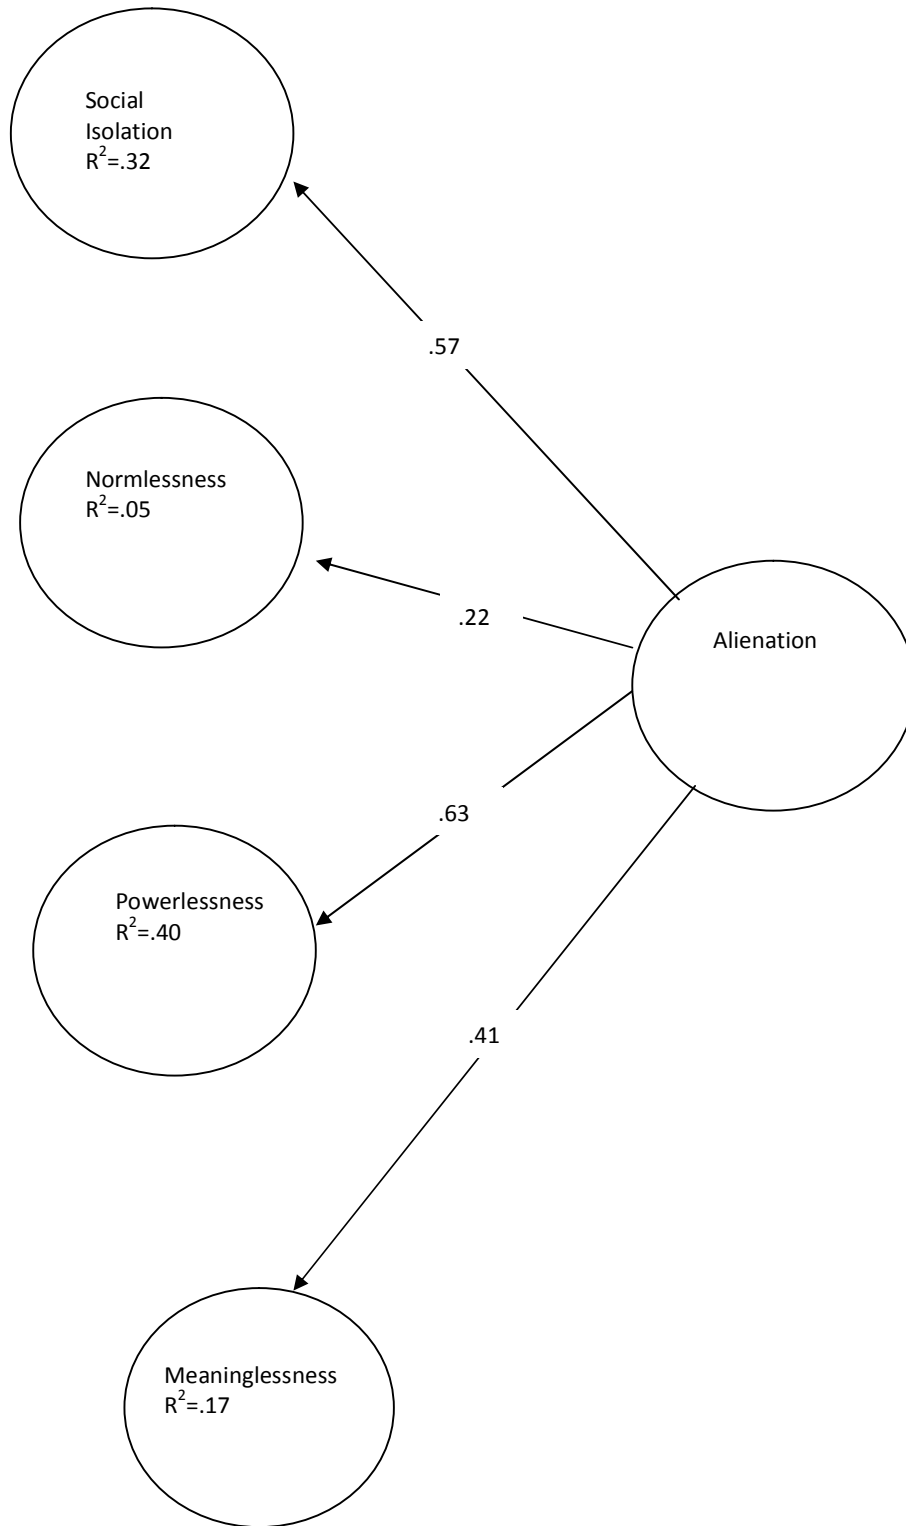 Social
Isolation
R²=.32
.57
Normlessness
R²=.05
.22
Alienation
.63
Powerlessness
R²=.40
.41
Meaninglessness
R²=.17